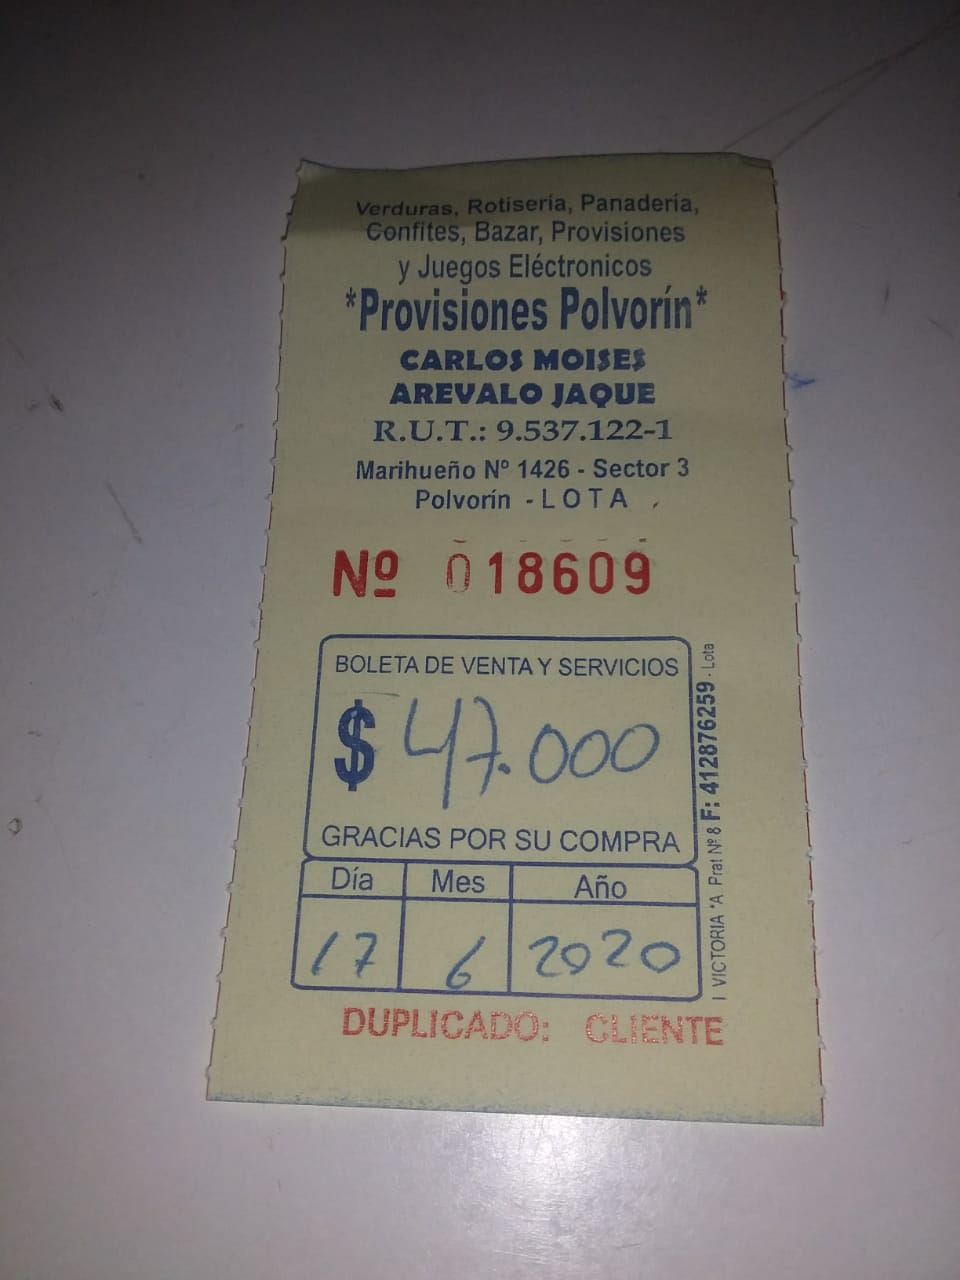 Verduras, Rotisería, Panadería,
Confites, Bazar, Provisiones
y Juegos Eléctronicos
*Provisiones Polvorín*
CARLOS MOISES
AREVALO JAQUE
R.U.T.: 9.537.122-1
Marihueño Nº 1426 - Sector 3
Polvorín - LOTA
Nº 018609
BOLETA DE VENTA Y SERVICIOS
$ 47.000
GRACIAS POR SU COMPRA
Día Mes Año
17 6 2020
DUPLICADO: CLIENTE
I VICTORIA *A. Prat Nº 8 F: 412876259 - Lota